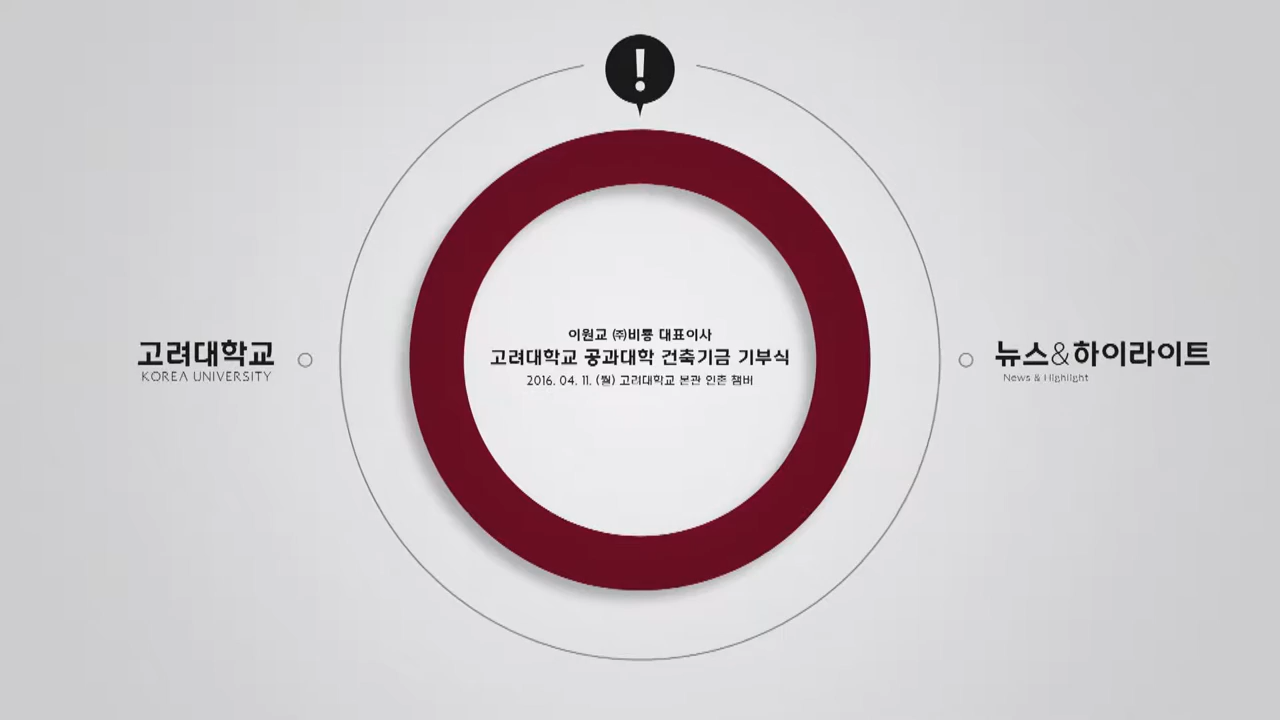 !
고려대학교
KOREA UNIVERSITY
이원교 ㈜비룡 대표이사
고려대학교 공과대학 건축기금 기부식
2016. 04. 11. (월) 고려대학교 본관 인촌 챔버
뉴스&하이라이트
News & Highlight